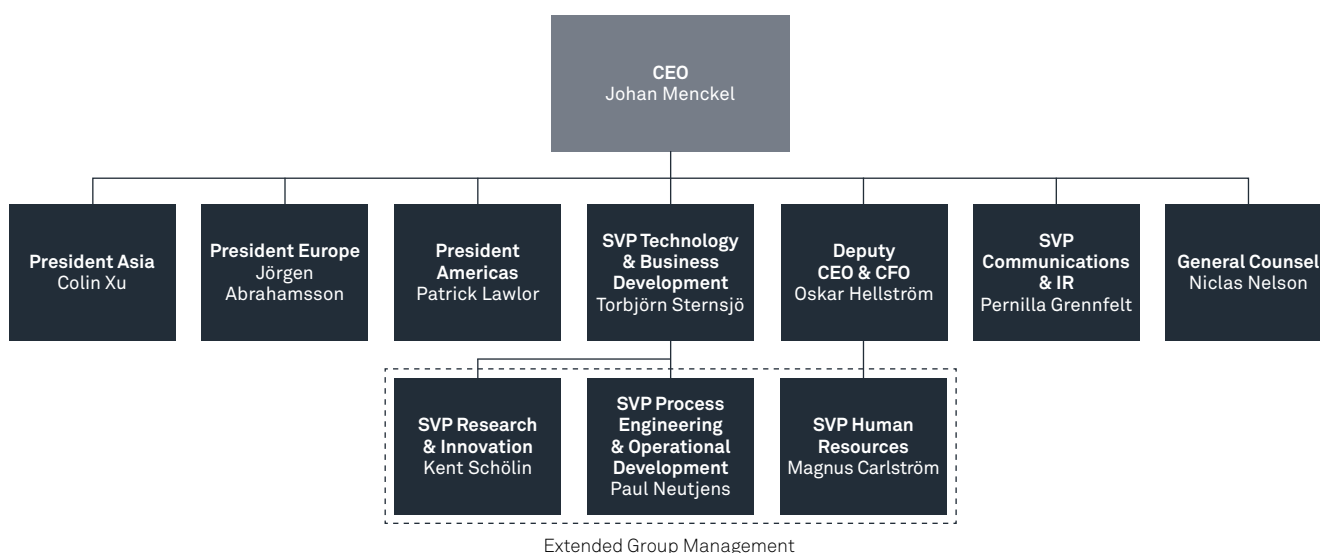 CEO
Johan Menckel
President Asia
Colin Xu
President Europe
Jörgen
Abrahamsson
President
Americas
Patrick Lawlor
SVP Technology
& Business
Development
Torbjörn Sternsjö
Deputy
CEO & CFO
Oskar Hellström
SVP
Communications
& IR
Pernilla Grennfelt
General Counsel
Niclas Nelson
SVP Research
& Innovation
Kent Schölin
SVP Process
Engineering
& Operational
Development
Paul Neutjens
SVP Human
Resources
Magnus Carlström
Extended Group Management